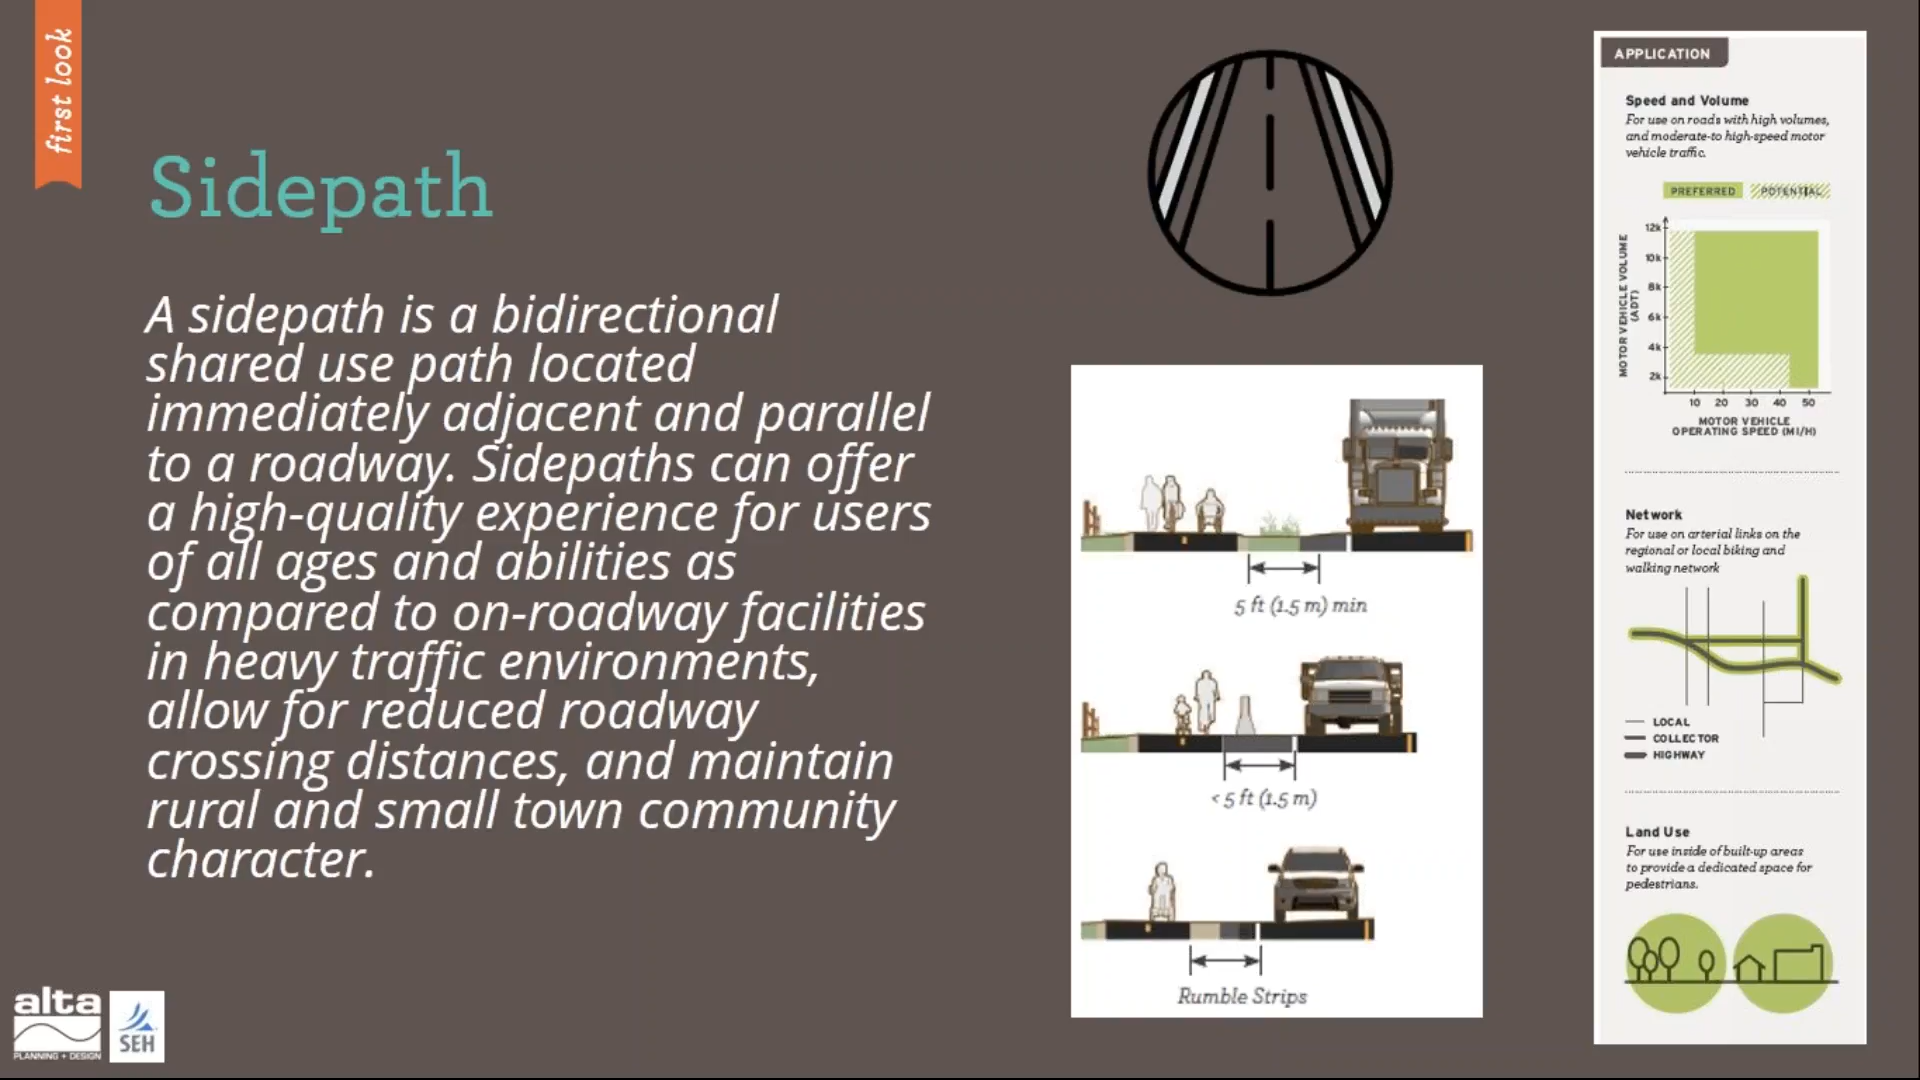 first look
Sidepath
A sidepath is a bidirectional
shared use path located
immediately adjacent and parallel
to a roadway. Sidepaths can offer
a high-quality experience for users
of all ages and abilities as
compared to on-roadway facilities
in heavy traffic environments,
allow for reduced roadway
crossing distances, and maintain
rural and small town community
character.
5 ft (1.5 m) min
< 5 ft (1.5 m)
Rumble Strips
APPLICATION
Speed and Volume
For use on roads with high volumes,
and moderate-to high-speed motor
vehicle traffic.
PREFERRED POTENTIAL
MOTOR VEHICLE VOLUME
(ADT)
12k
10k
8k
6k
4k
2k
10 20 30 40 50
MOTOR VEHICLE
OPERATING SPEED (MI/H)
Network
For use on arterial links on the
regional or local biking and
walking network
LOCAL
COLLECTOR
HIGHWAY
Land Use
For use inside of built-up areas
to provide a dedicated space for
pedestrians.
alta
PLANNING + DESIGN
SEH